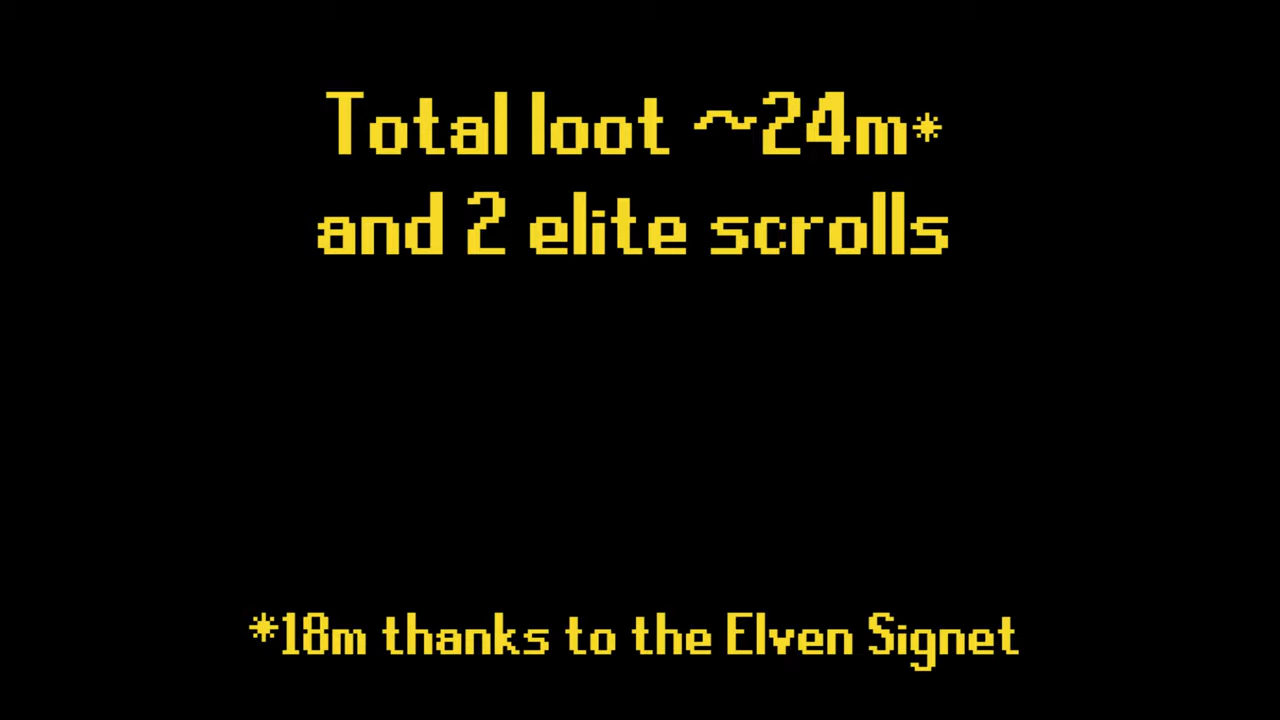 Total loot ~24m*
and 2 elite scrolls
*18m thanks to the Elven Signet